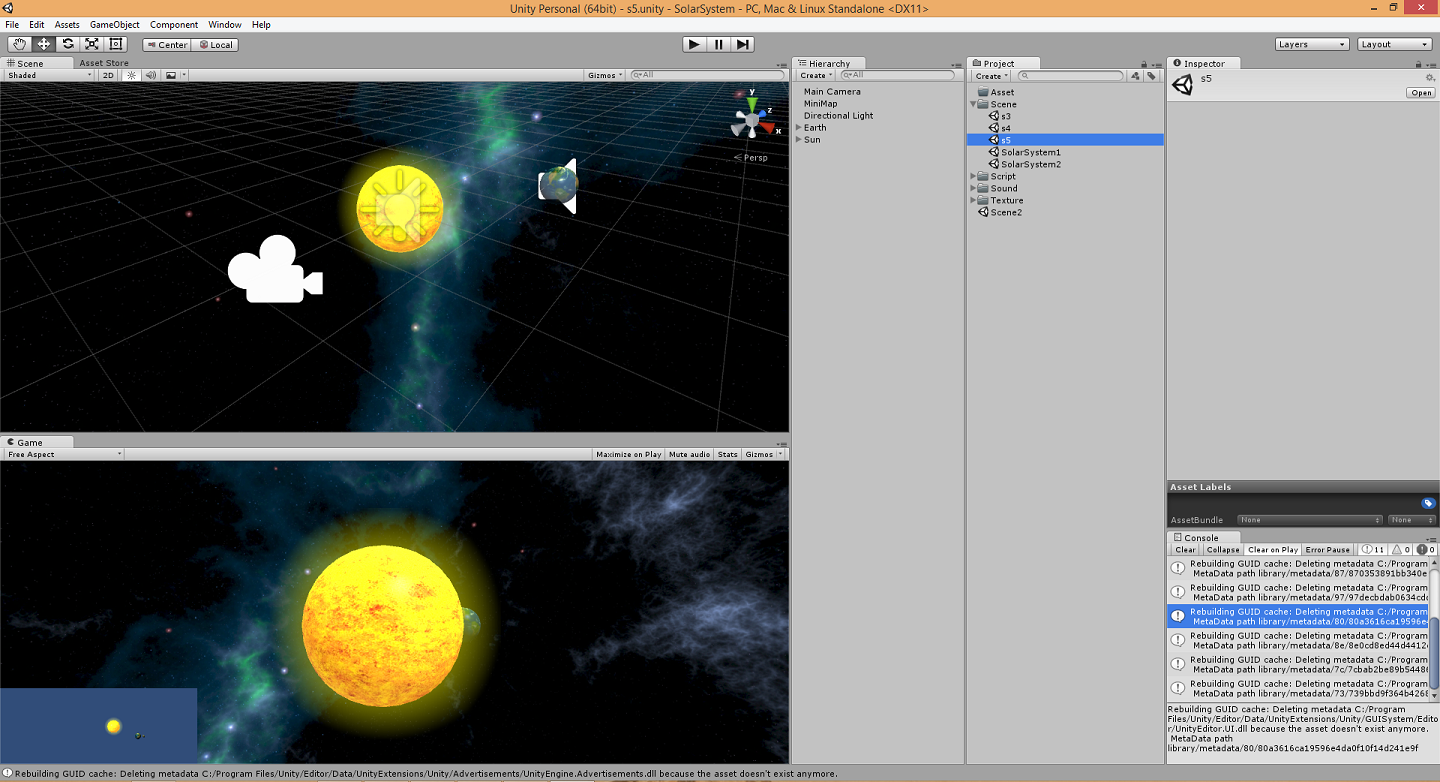 Unity Personal (64bit) - s5.unity - SolarSystem - PC, Mac & Linux Standalone <DX11>
File Edit Assets GameObject Component Window Help
Center Local
Layers Layout
Scene Asset Store
Shaded 2D Gizmos All
y
z
x
Persp
Game
Free Aspect Maximize on Play Mute audio Stats Gizmos
Hierarchy
Create All
Main Camera
MiniMap
Directional Light
Earth
Sun
Project
Create
Asset
Scene
s3
s4
s5
SolarSystem1
SolarSystem2
Script
Sound
Texture
Scene2
Inspector
s5
Open
Asset Labels
AssetBundle None None
Console
Clear Collapse Clear on Play Error Pause 11 0 0
Rebuilding GUID cache: Deleting metadata C:/Program
MetaData path library/metadata/87/870353891bb340e
Rebuilding GUID cache: Deleting metadata C:/Program
MetaData path library/metadata/97/97decbdab0634cd
Rebuilding GUID cache: Deleting metadata C:/Program
MetaData path library/metadata/80/80a3616ca19596e
Rebuilding GUID cache: Deleting metadata C:/Program
MetaData path library/metadata/8e/8e0cd8ed44d4412
Rebuilding GUID cache: Deleting metadata C:/Program
MetaData path library/metadata/7c/7cbab2be89b5448
Rebuilding GUID cache: Deleting metadata C:/Program
MetaData path library/metadata/73/739bbd9f364b4268
Rebuilding GUID cache: Deleting metadata C:/Program
Files/Unity/Editor/Data/UnityExtensions/Unity/GUISystem/Edito
r/UnityEditor.UI.dll because the asset doesn't exist anymore.
MetaData path
library/metadata/80/80a3616ca19596e4da0f10f14d241e9f
Rebuilding GUID cache: Deleting metadata C:/Program Files/Unity/Editor/Data/UnityExtensions/Unity/Advertisements/UnityEngine.Advertisements.dll because the asset doesn't exist anymore.